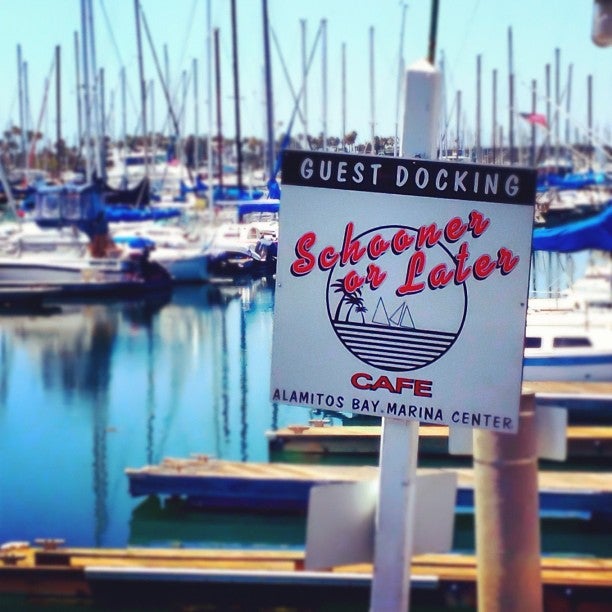 GUEST DOCKING
Schooner
or Later
CAFE
ALAMITOS BAY MARINA CENTER